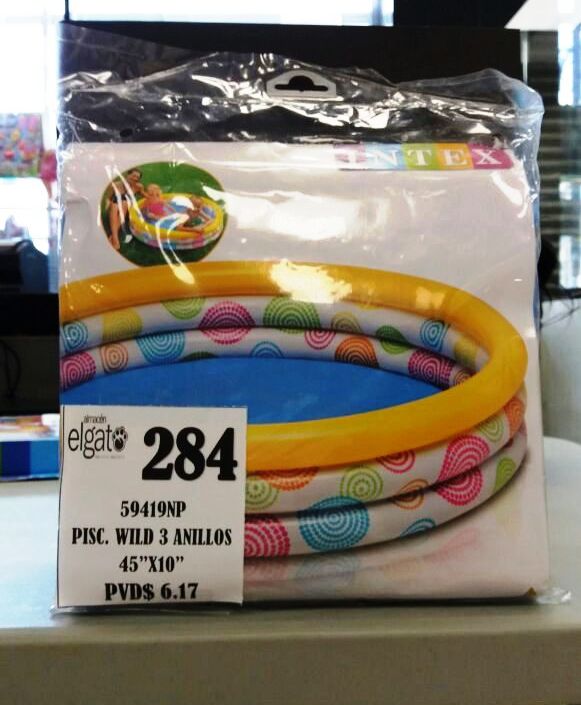 INTEX
almacén
elgato
284
59419NP
PISC. WILD 3 ANILLOS
45”X10”
PVD$ 6.17